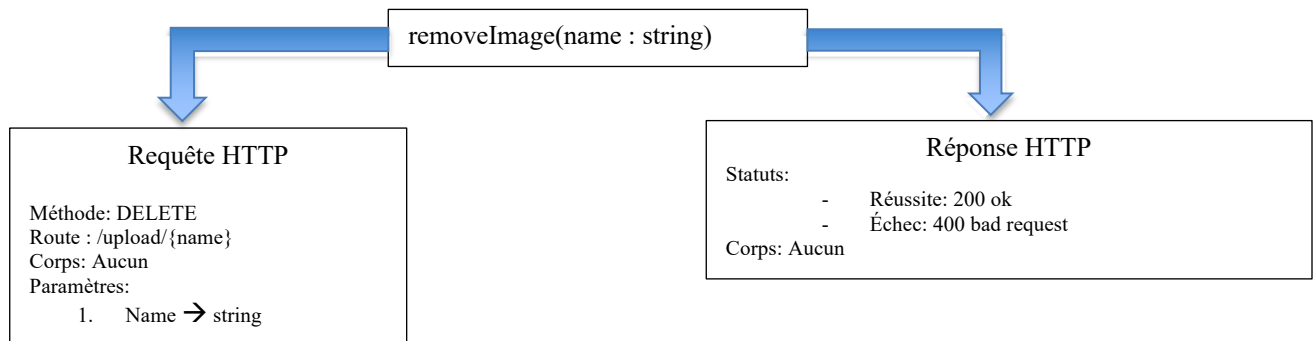 removeImage(name : string)
Requête HTTP
Méthode: DELETE
Route : /upload/{name}
Corps: Aucun
Paramètres:
1. Name → string
Réponse HTTP
Statuts:
- Réussite: 200 ok
- Échec: 400 bad request
Corps: Aucun